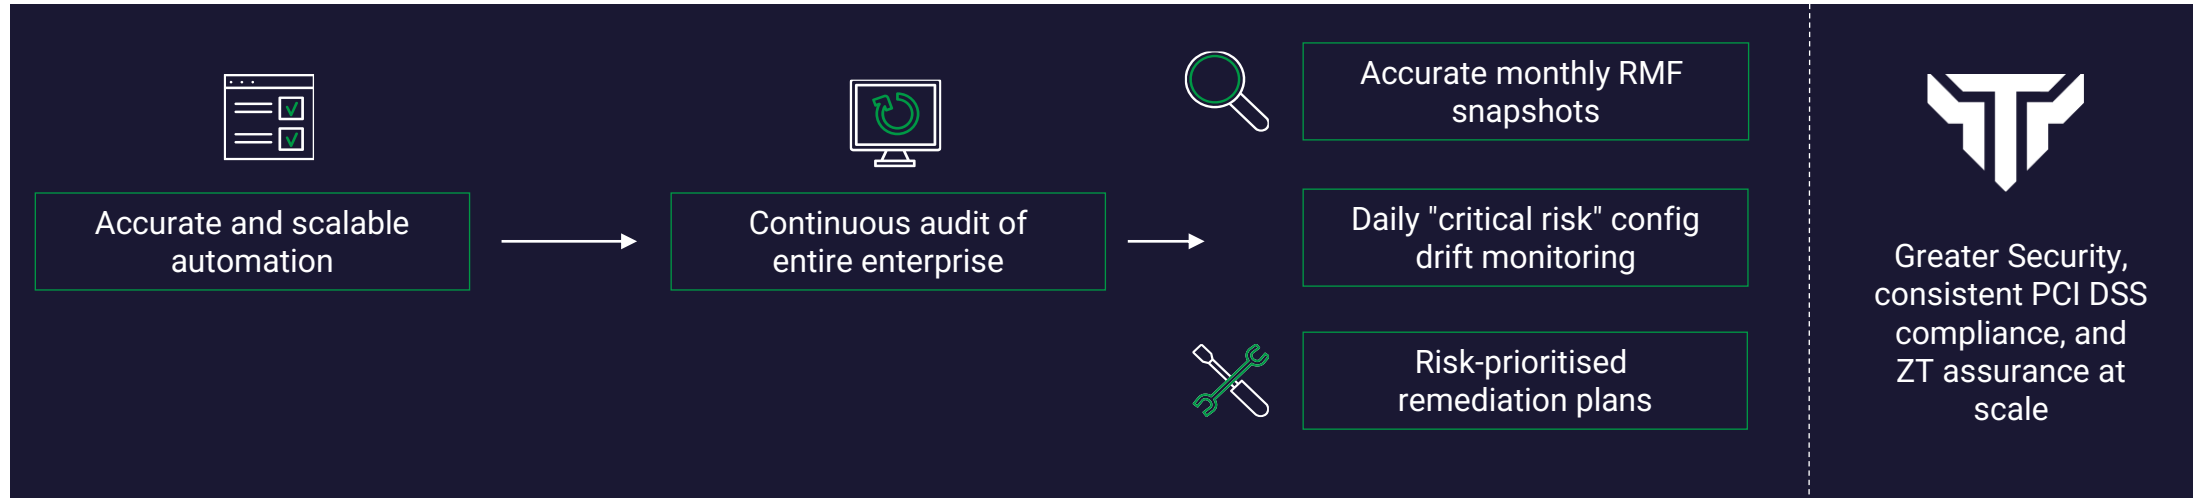 Accurate and scalable
automation
Continuous audit of
entire enterprise
Accurate monthly RMF
snapshots
Daily "critical risk" config
drift monitoring
Risk-prioritised
remediation plans
Greater Security,
consistent PCI DSS
compliance, and
ZT assurance at
scale